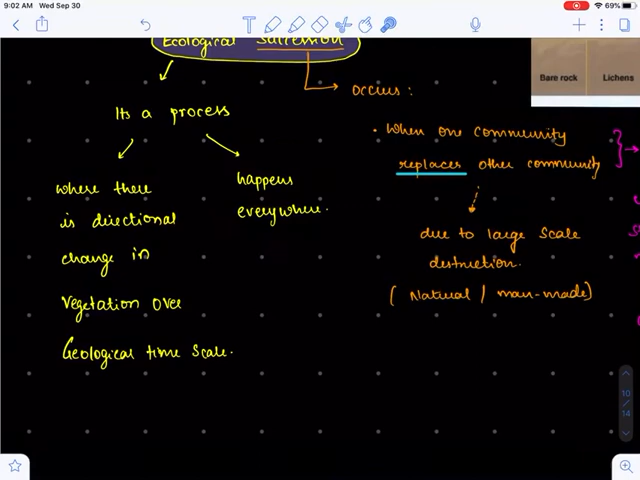 9:02 AM Wed Sep 30
69%
Ecological Succession
Its a process
where there
is directional
change in
vegetation over
Geological time scale.
happens
everywhere.
occurs :
• When one community
replaces other community
due to large scale
destruction.
( Natural / man-made)
Bare rock
Lichens
10
/
14